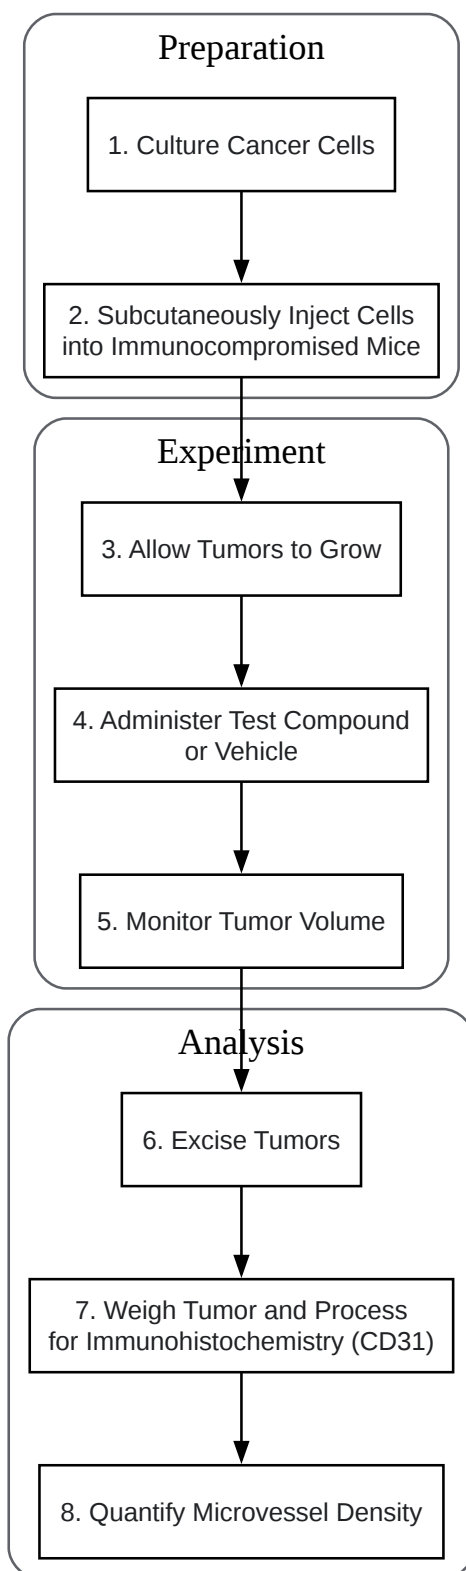 Preparation
1. Culture Cancer Cells
2. Subcutaneously Inject Cells
into Immunocompromised Mice
Experiment
3. Allow Tumors to Grow
4. Administer Test Compound
or Vehicle
5. Monitor Tumor Volume
Analysis
6. Excise Tumors
7. Weigh Tumor and Process
for Immunohistochemistry (CD31)
8. Quantify Microvessel Density